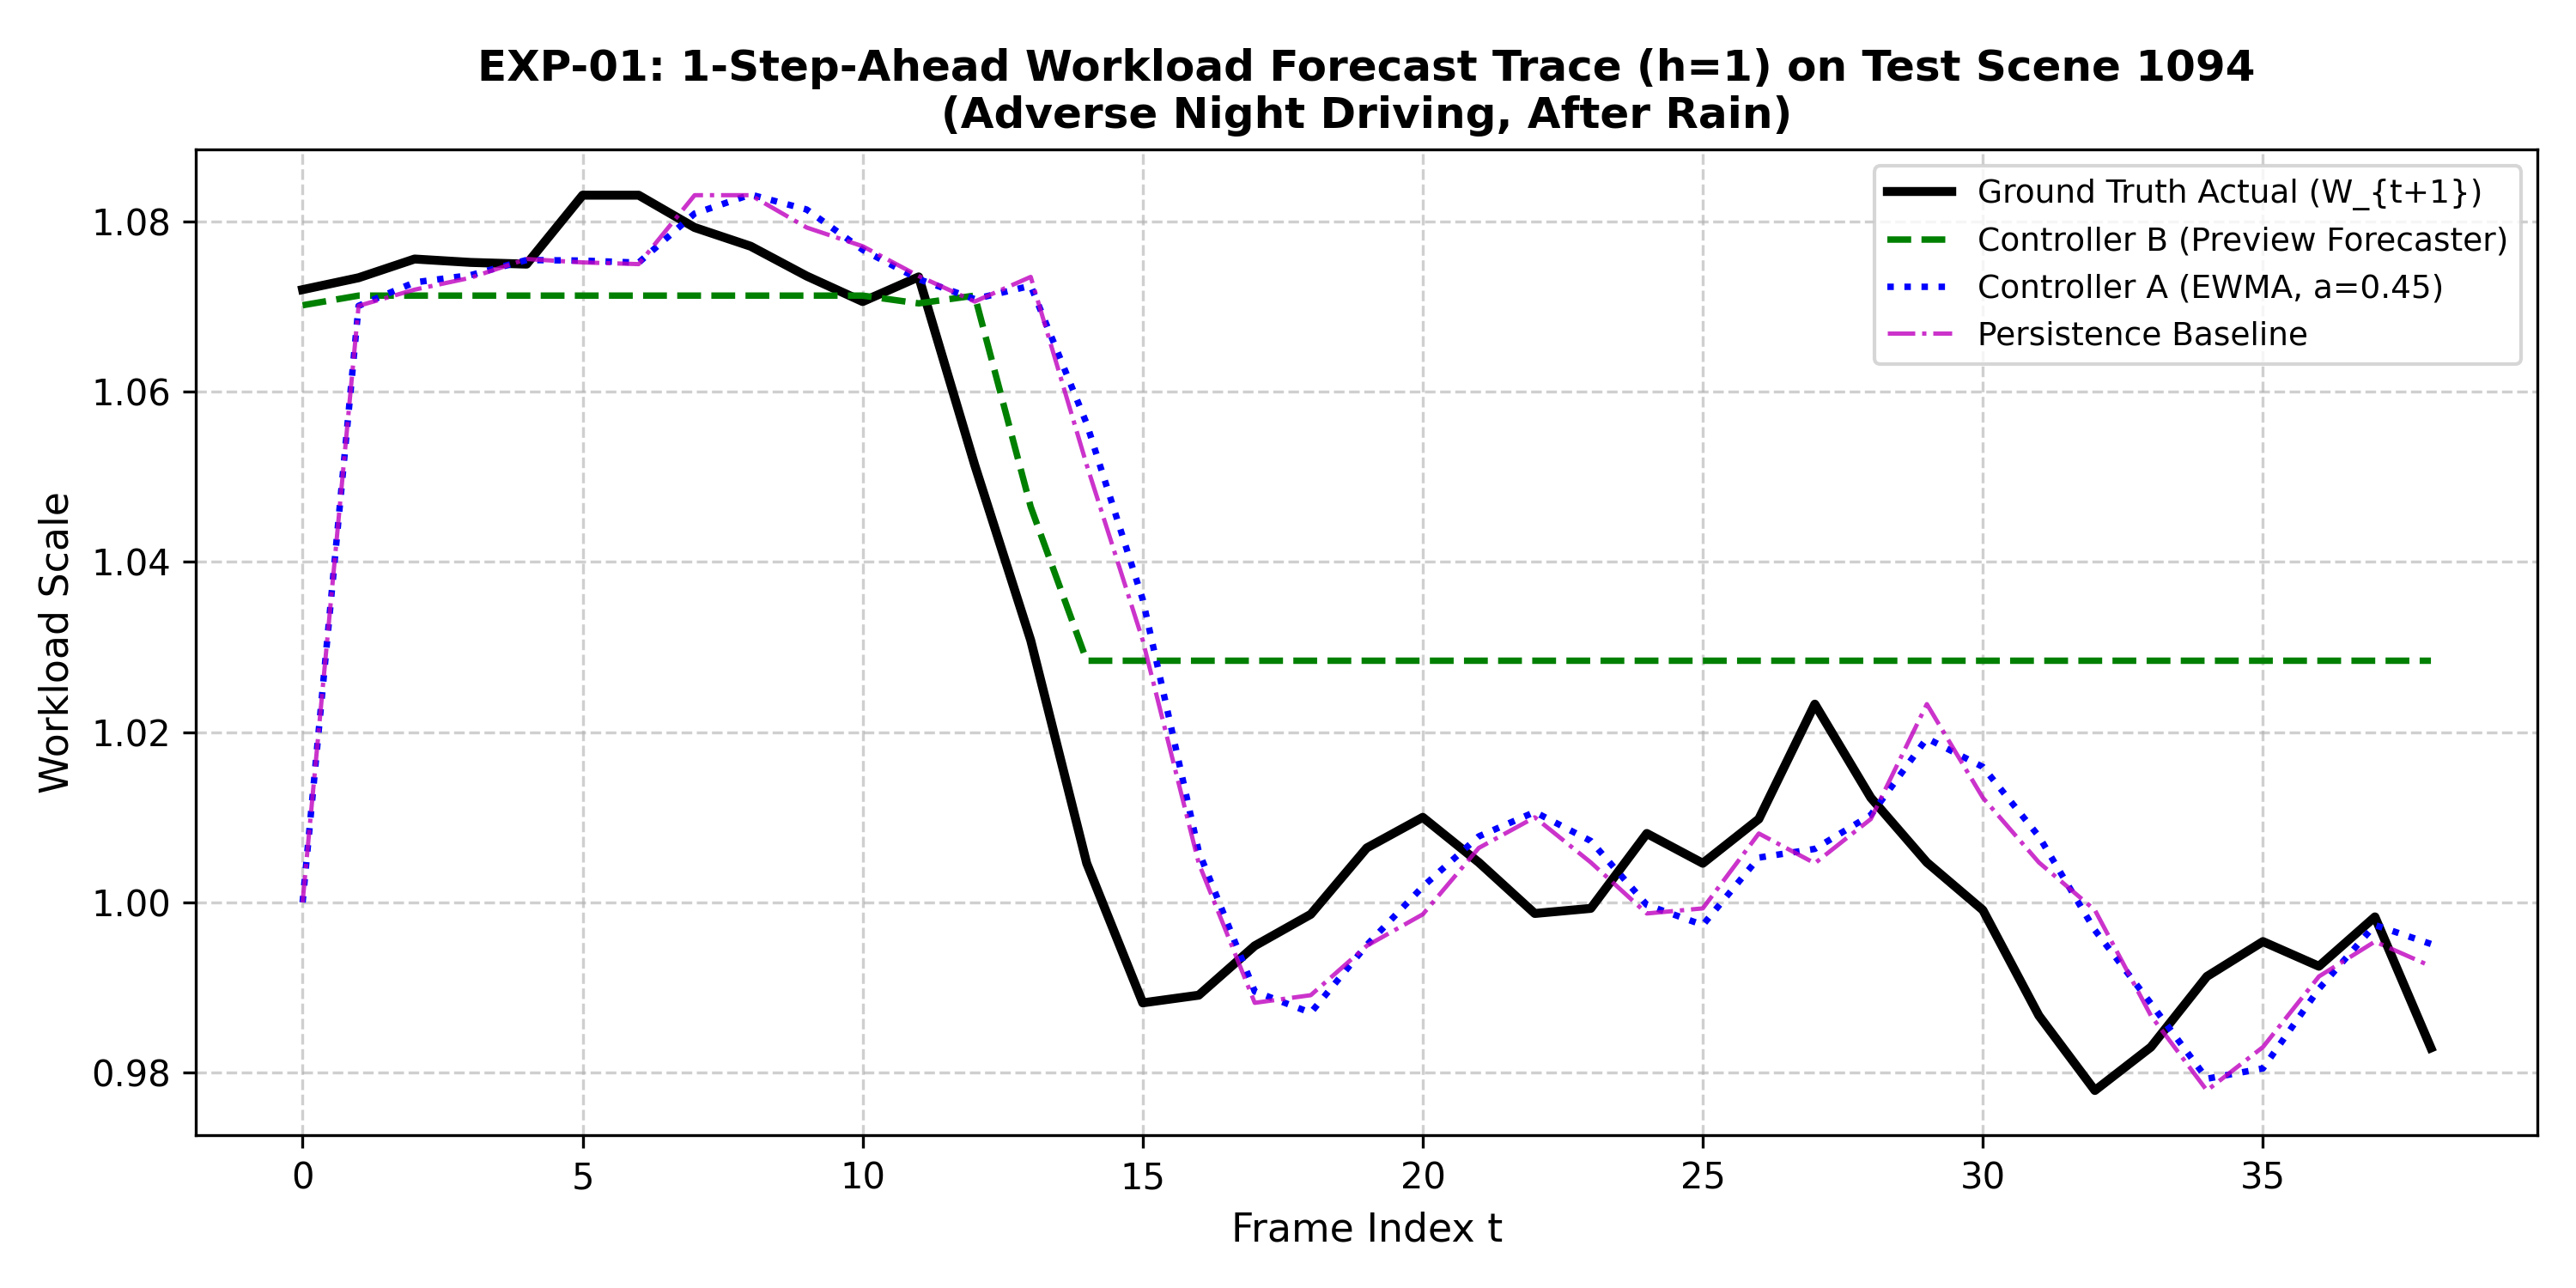 EXP-01: 1-Step-Ahead Workload Forecast Trace (h=1) on Test Scene 1094
(Adverse Night Driving, After Rain)
Ground Truth Actual (W_{t+1})
Controller B (Preview Forecaster)
Controller A (EWMA, a=0.45)
Persistence Baseline
Workload Scale
1.08
1.06
1.04
1.02
1.00
0.98
0
5
10
15
20
25
30
35
Frame Index t